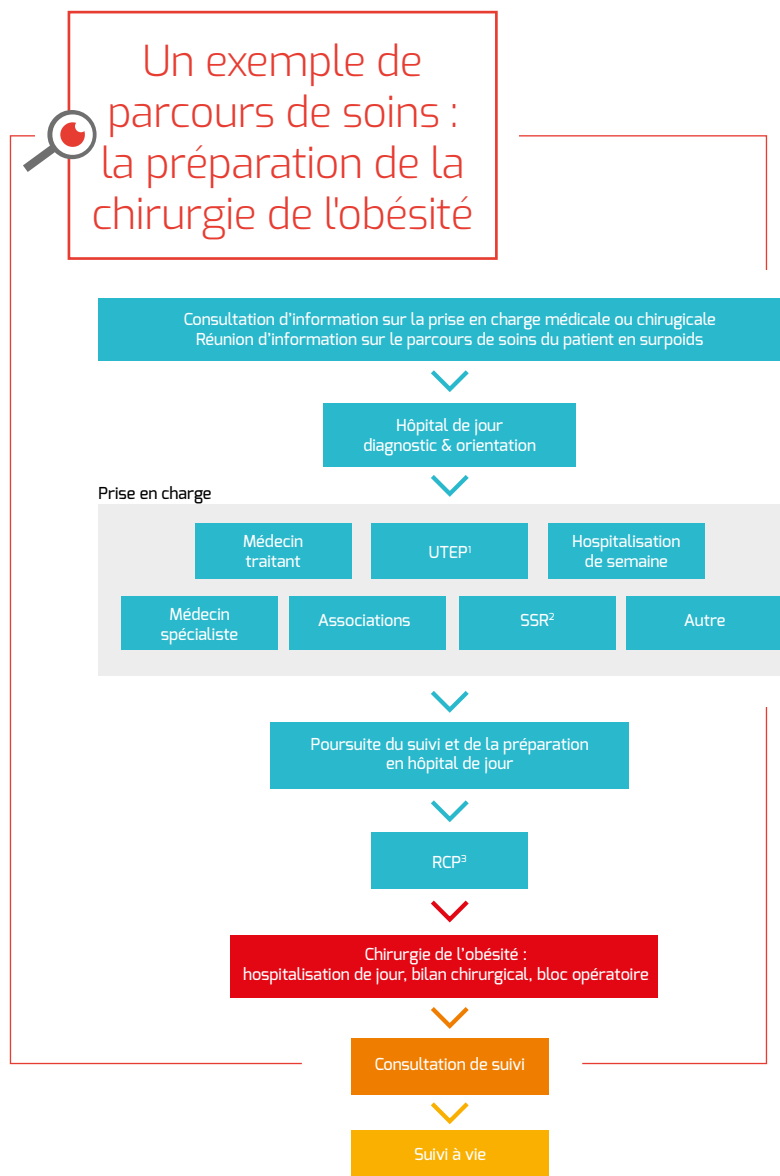 Un exemple de
parcours de soins :
la préparation de la
chirurgie de l'obésité
Consultation d'information sur la prise en charge médicale ou chirugicale
Réunion d'information sur le parcours de soins du patient en surpoids
Hôpital de jour
diagnostic & orientation
Prise en charge
Médecin
traitant
UTEP¹
Hospitalisation
de semaine
Médecin
spécialiste
Associations
SSR²
Autre
Poursuite du suivi et de la préparation
en hôpital de jour
RCP³
Chirurgie de l'obésité :
hospitalisation de jour, bilan chirurgical, bloc opératoire
Consultation de suivi
Suivi à vie